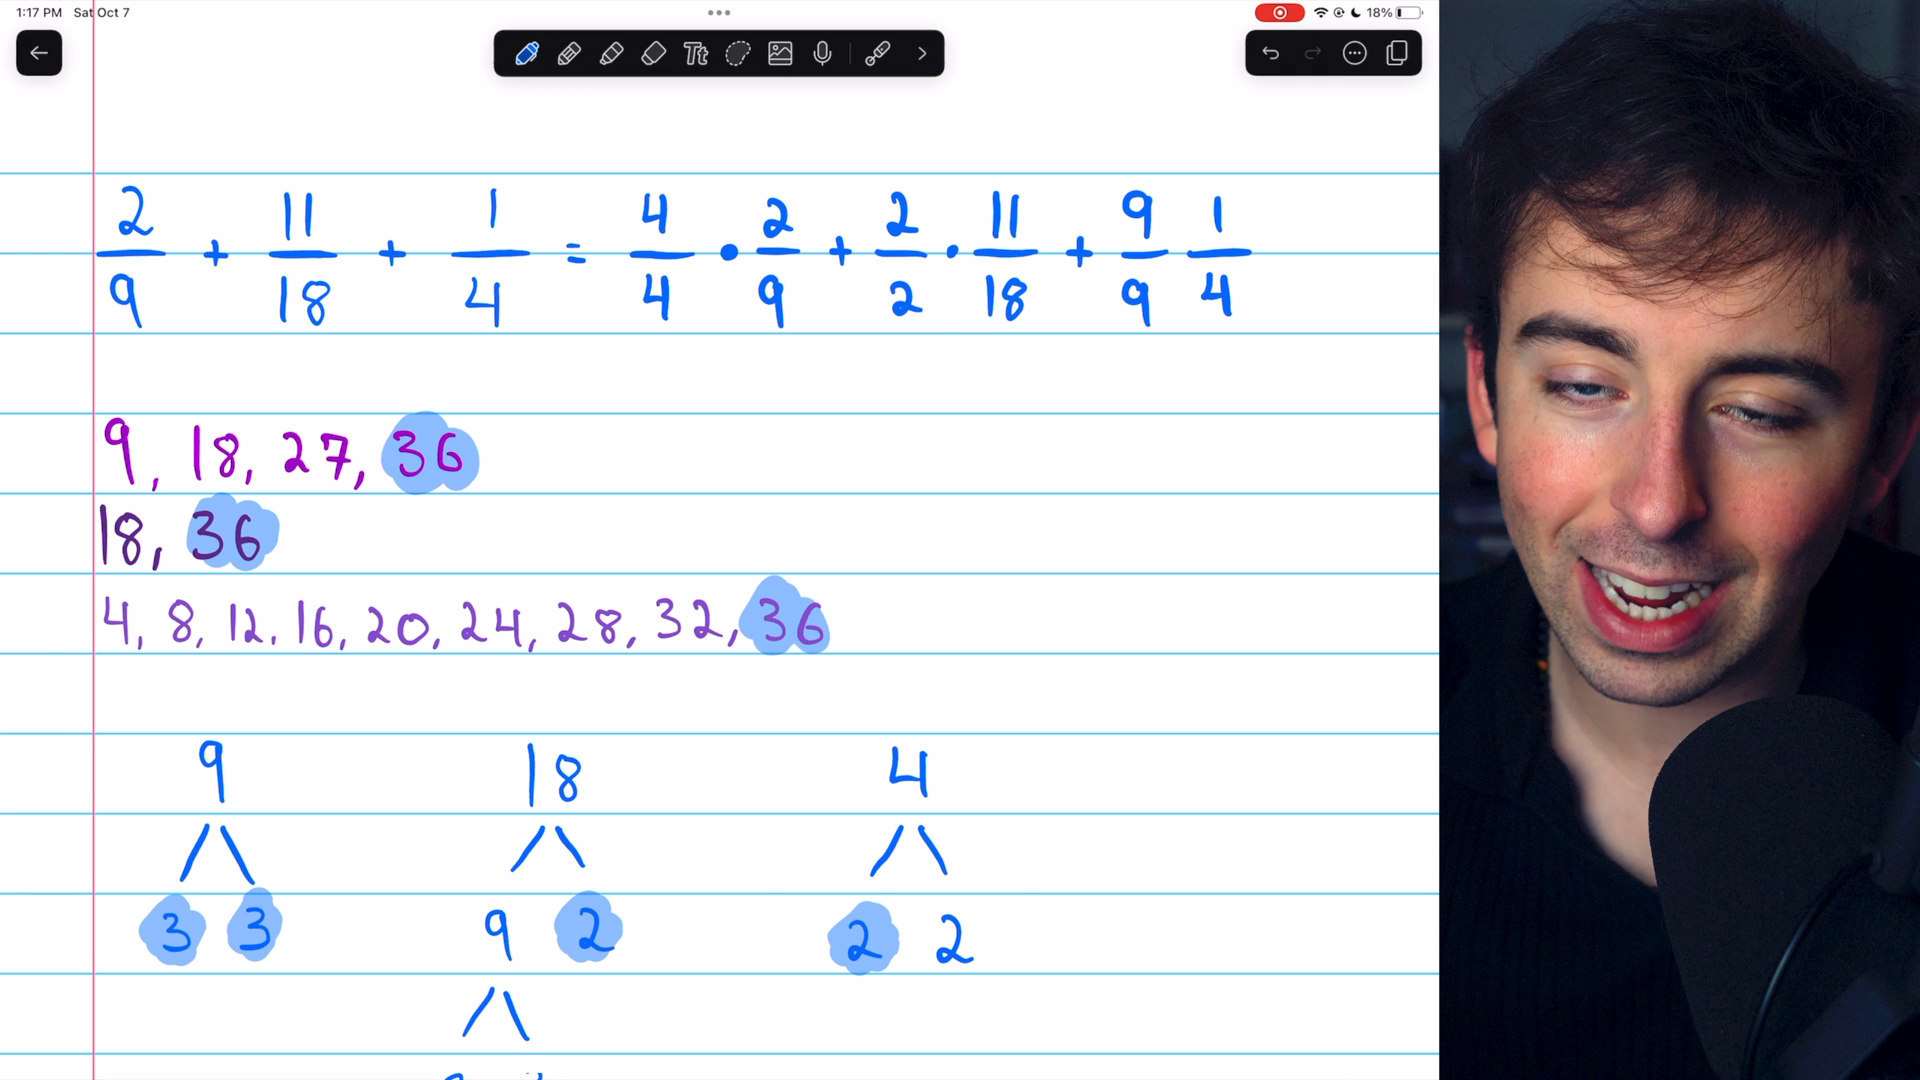 1:17 PM Sat Oct 7
18%
Tt
2/9 + 11/18 + 1/4 = 4/4 • 2/9 + 2/2 • 11/18 + 9/9 1/4
9, 18, 27, 36
18, 36
4, 8, 12, 16, 20, 24, 28, 32, 36
9 18 4
3 3 9 2 2 2